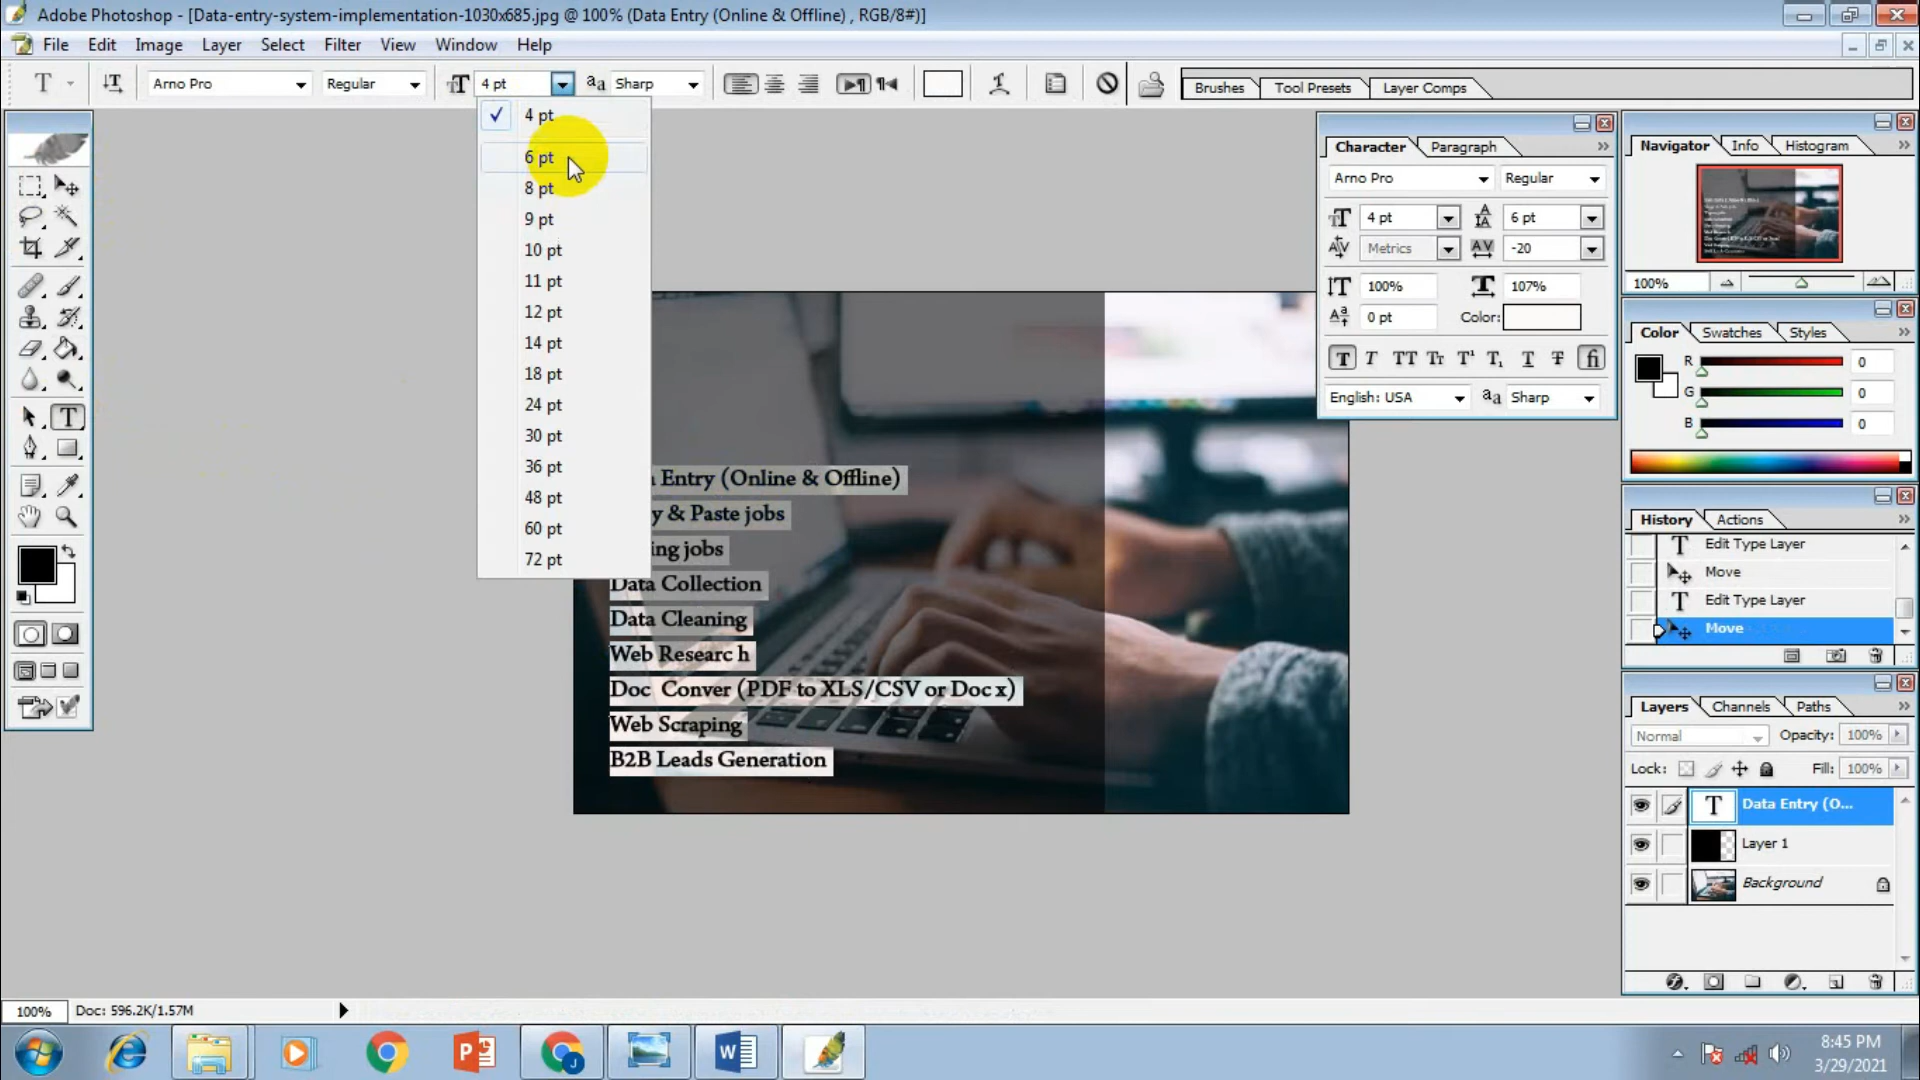 Adobe Photoshop - [Data-entry-system-implementation-1030x685.jpg @ 100% (Data Entry (Online & Offline) , RGB/8#)]
File Edit Image Layer Select Filter View Window Help
Arno Pro Regular 4 pt Sharp Brushes Tool Presets Layer Comps
4 pt
6 pt
8 pt
9 pt
10 pt
11 pt
12 pt
14 pt
18 pt
24 pt
30 pt
36 pt
48 pt
60 pt
72 pt
a Entry (Online & Offline)
y & Paste jobs
ing jobs
Data Collection
Data Cleaning
Web Researc h
Doc Conver (PDF to XLS/CSV or Doc x)
Web Scraping
B2B Leads Generation
Character Paragraph
Arno Pro Regular
4 pt 6 pt
Metrics -20
100% 107%
0 pt Color:
English: USA Sharp
Navigator Info Histogram
100%
Color Swatches Styles
R 0
G 0
B 0
History Actions
Edit Type Layer
Move
Edit Type Layer
Move
Layers Channels Paths
Normal Opacity: 100%
Lock: Fill: 100%
Data Entry (O...
Layer 1
Background
100% Doc: 596.2K/1.57M
8:45 PM
3/29/2021